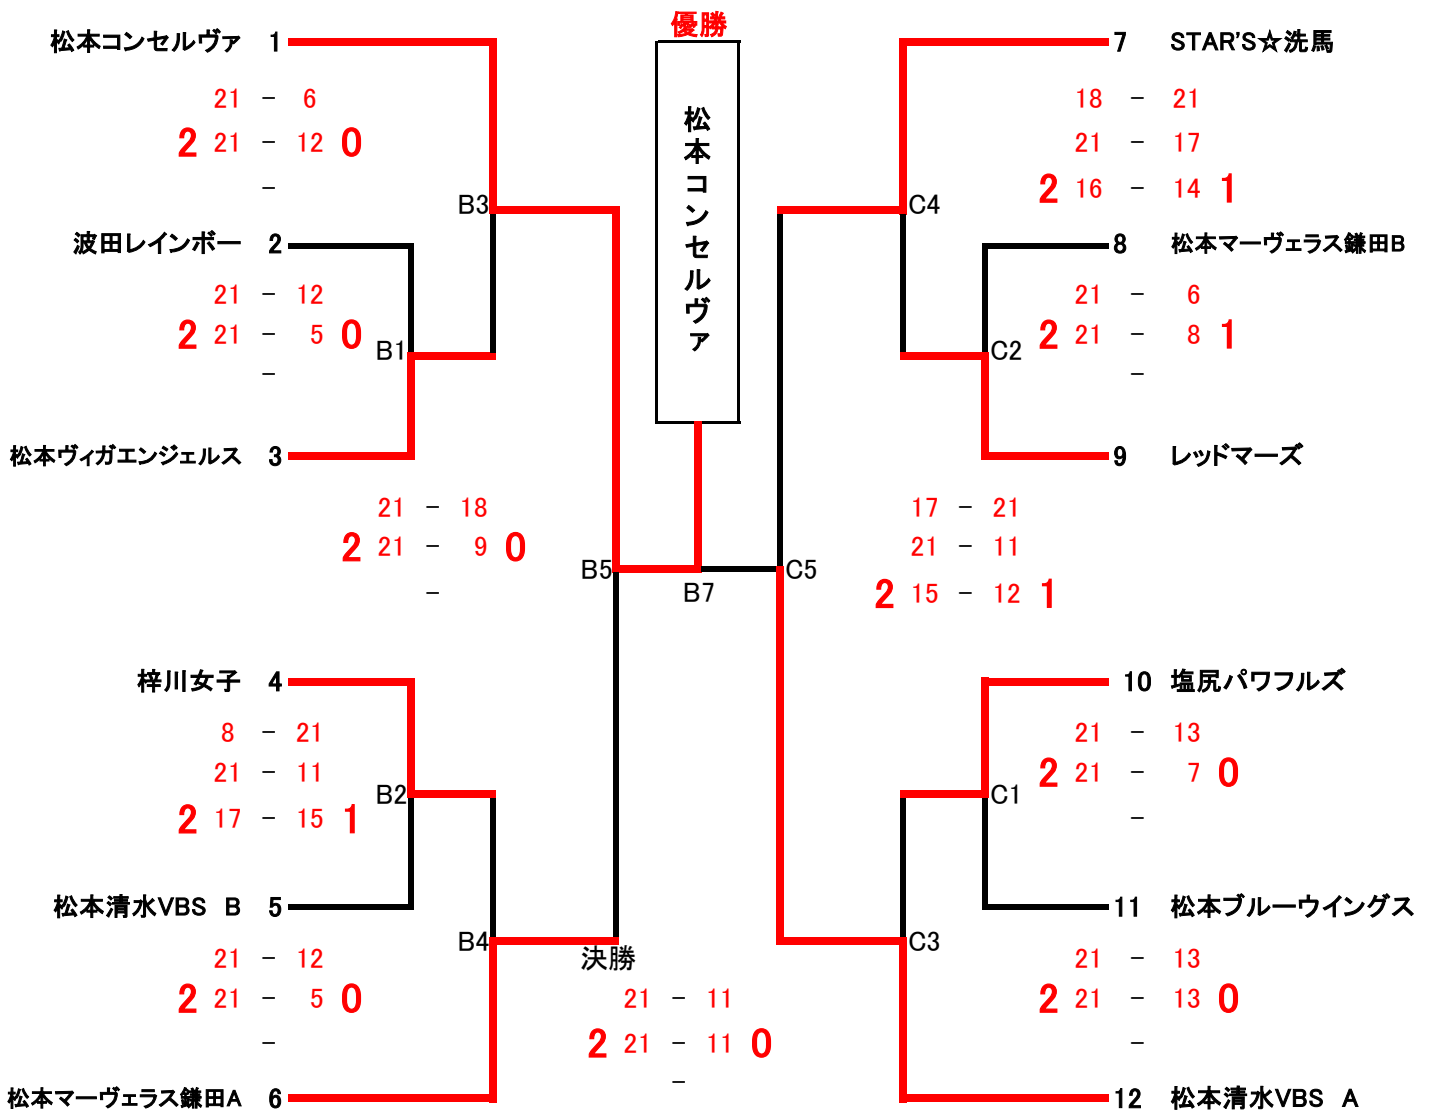 優勝
松本コンセルヴァ
松本コンセルヴァ 1
21 - 6
2 21 - 12 0
-
B3
波田レインボー 2
21 - 12
2 21 - 5 0
-
B1
松本ヴィガエンジェルス 3
21 - 18
2 21 - 9 0
-
B5
梓川女子 4
8 - 21
21 - 11
2 17 - 15 1
B2
松本清水VBS B 5
21 - 12
2 21 - 5 0
-
B4
松本マーヴェラス鎌田A 6
B7
決勝
21 - 11
2 21 - 11 0
-
7 STAR'S☆洗馬
18 - 21
21 - 17
2 16 - 14 1
C4
8 松本マーヴェラス鎌田B
21 - 6
2 21 - 8 1
-
C2
9 レッドマーズ
17 - 21
21 - 11
2 15 - 12 1
C5
10 塩尻パワフルズ
21 - 13
2 21 - 7 0
-
C1
11 松本ブルーウイングス
21 - 13
2 21 - 13 0
-
C3
12 松本清水VBS A